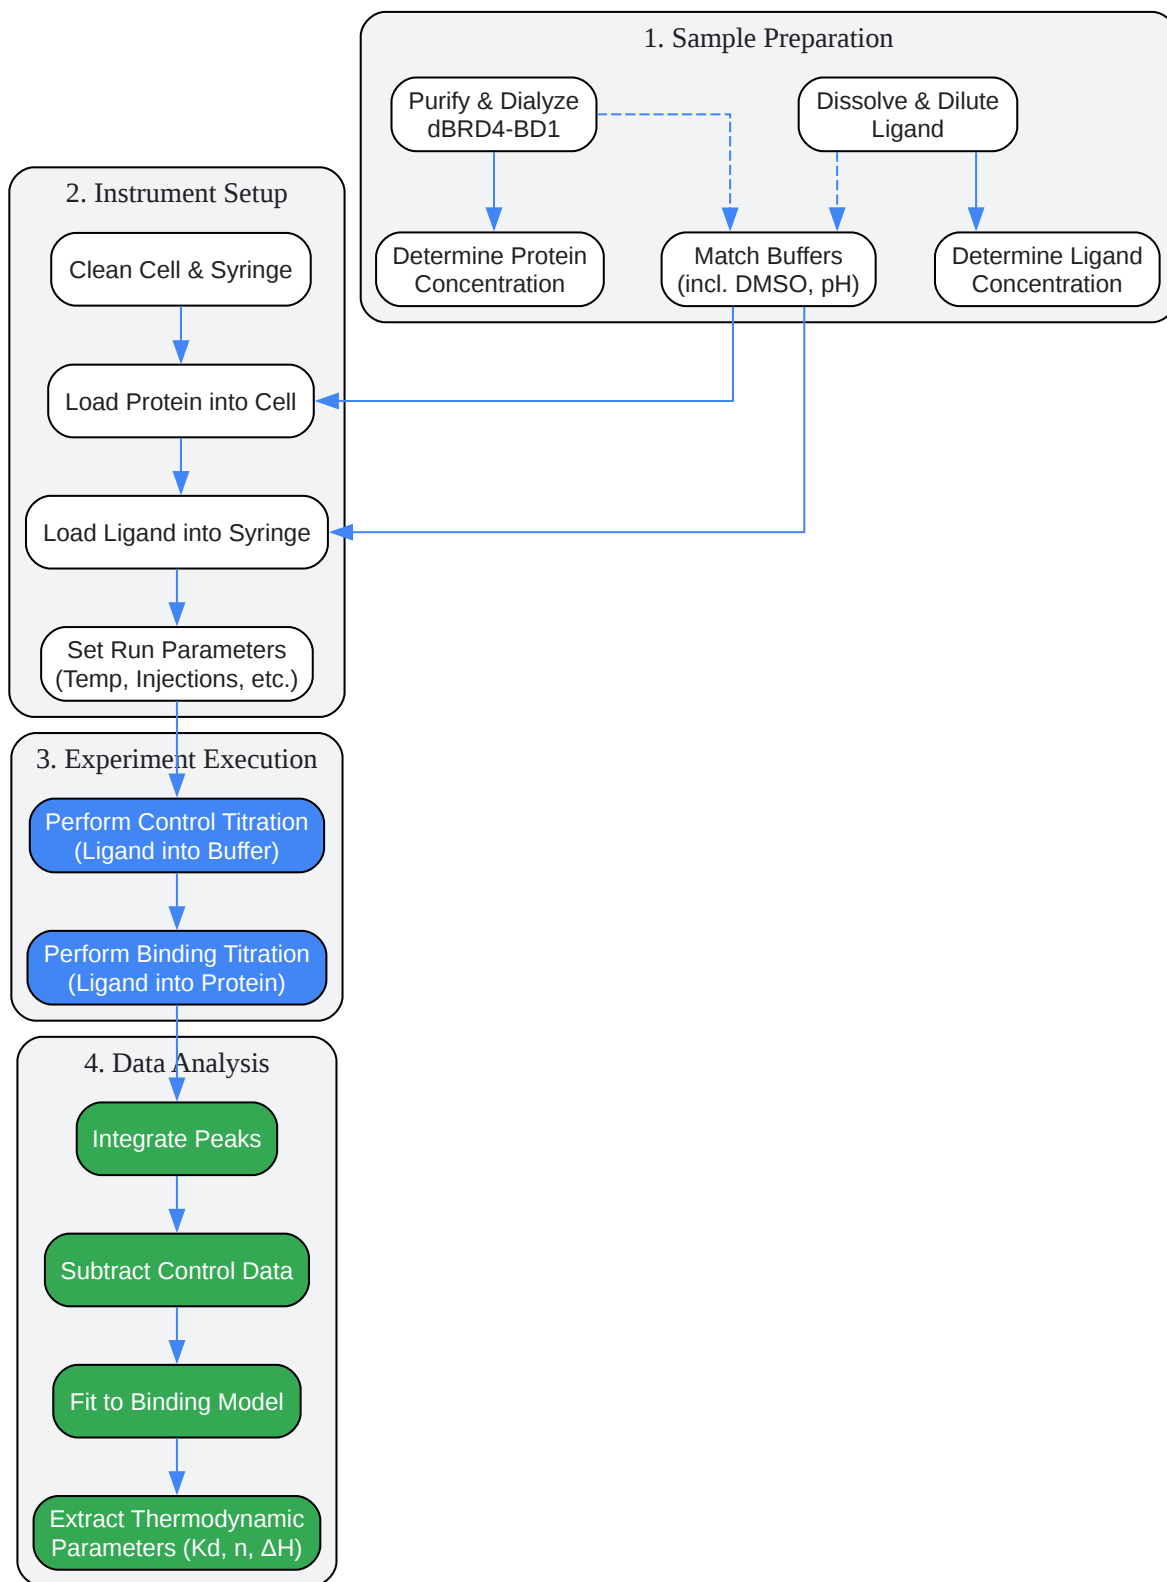 1. Sample Preparation
Purify & Dialyze
dBRD4-BD1
Dissolve & Dilute
Ligand
Determine Protein
Concentration
Match Buffers
(incl. DMSO, pH)
Determine Ligand
Concentration
2. Instrument Setup
Clean Cell & Syringe
Load Protein into Cell
Load Ligand into Syringe
Set Run Parameters
(Temp, Injections, etc.)
3. Experiment Execution
Perform Control Titration
(Ligand into Buffer)
Perform Binding Titration
(Ligand into Protein)
4. Data Analysis
Integrate Peaks
Subtract Control Data
Fit to Binding Model
Extract Thermodynamic
Parameters (Kd, n, ΔH)